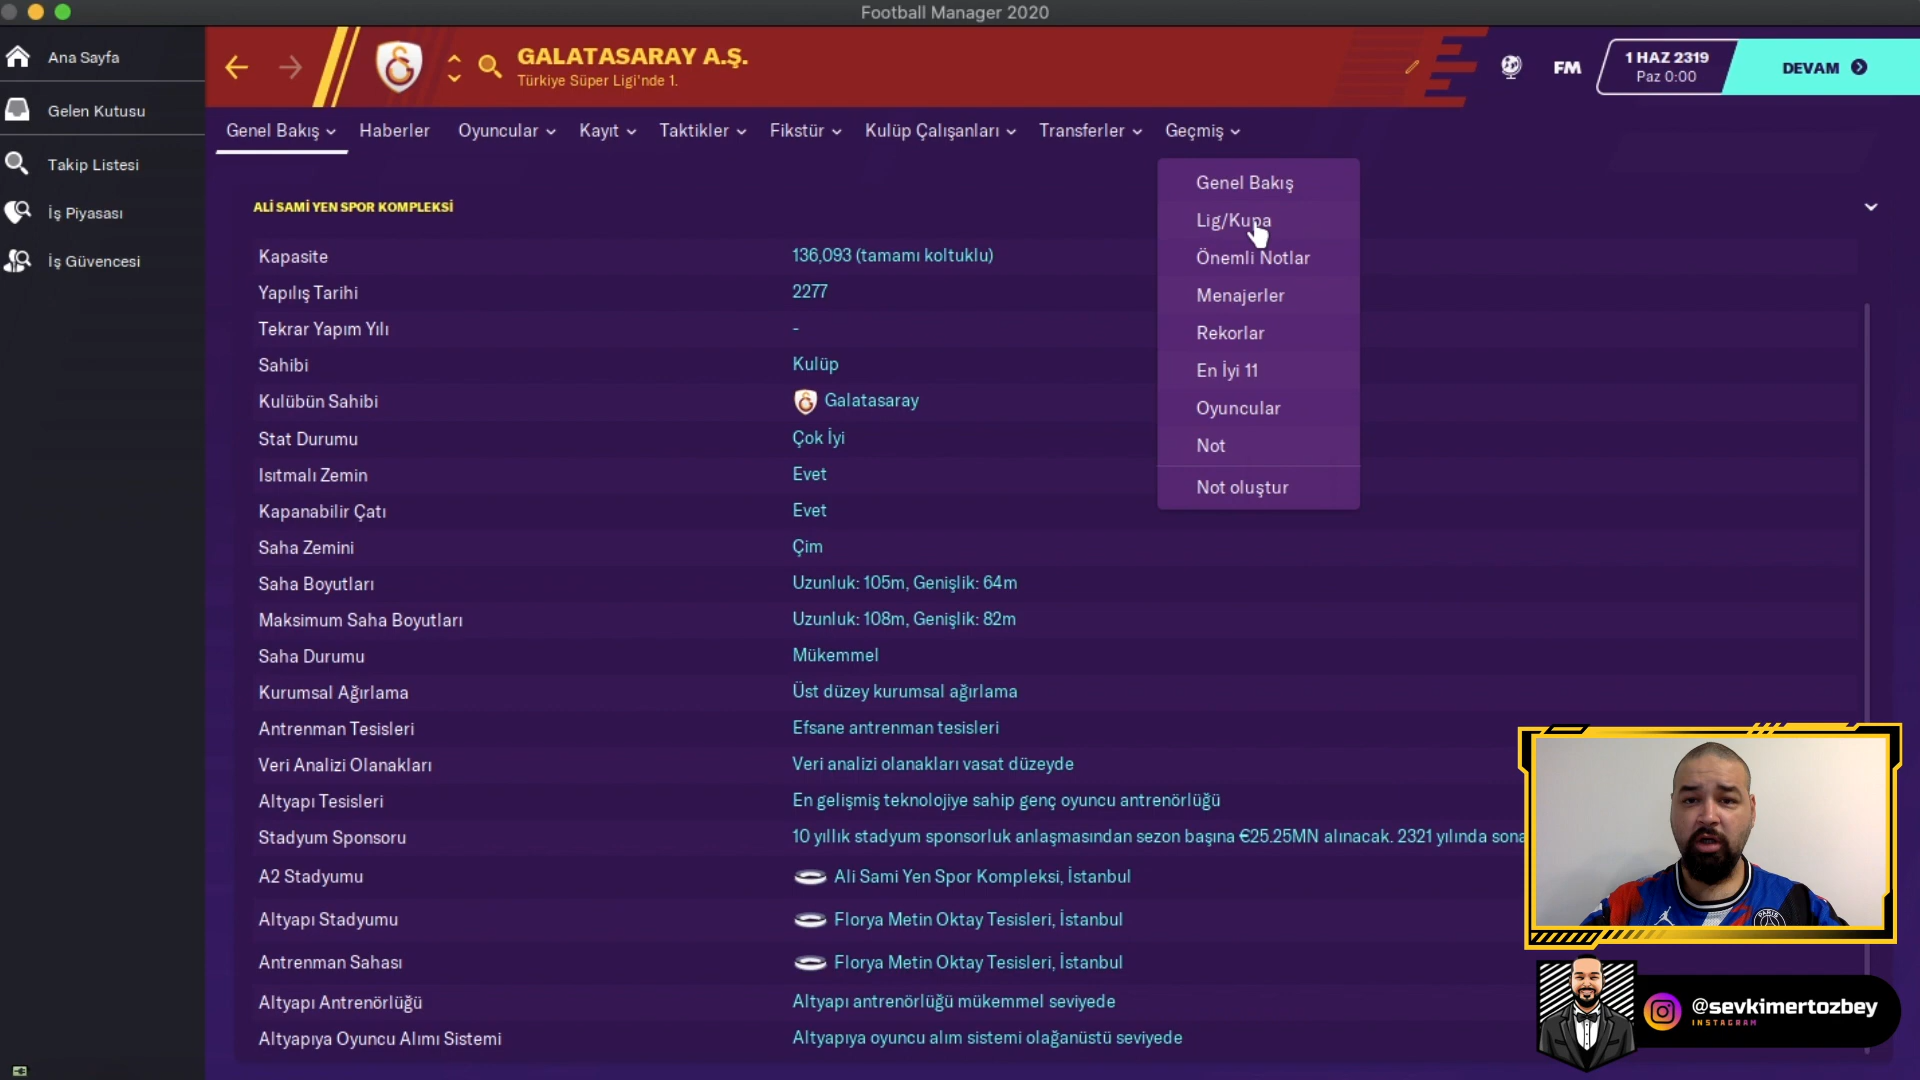 Football Manager 2020
Ana Sayfa
Gelen Kutusu
Takip Listesi
İş Piyasası
İş Güvencesi
GALATASARAY A.Ş.
Türkiye Süper Ligi'nde 1.
FM
1 HAZ 2319
Paz 0:00
DEVAM
Genel Bakış Haberler Oyuncular Kayıt Taktikler Fikstür Kulüp Çalışanları Transferler Geçmiş
Genel Bakış
Lig/Kupa
Önemli Notlar
Menajerler
Rekorlar
En İyi 11
Oyuncular
Not
Not oluştur
ALİ SAMİ YEN SPOR KOMPLEKSİ
Kapasite 136,093 (tamamı koltuklu)
Yapılış Tarihi 2277
Tekrar Yapım Yılı -
Sahibi Kulüp
Kulübün Sahibi Galatasaray
Stat Durumu Çok İyi
Isıtmalı Zemin Evet
Kapanabilir Çatı Evet
Saha Zemini Çim
Saha Boyutları Uzunluk: 105m, Genişlik: 64m
Maksimum Saha Boyutları Uzunluk: 108m, Genişlik: 82m
Saha Durumu Mükemmel
Kurumsal Ağırlama Üst düzey kurumsal ağırlama
Antrenman Tesisleri Efsane antrenman tesisleri
Veri Analizi Olanakları Veri analizi olanakları vasat düzeyde
Altyapı Tesisleri En gelişmiş teknolojiye sahip genç oyuncu antrenörlüğü
Stadyum Sponsoru 10 yıllık stadyum sponsorluk anlaşmasından sezon başına €25.25MN alınacak. 2321 yılında sona
A2 Stadyumu Ali Sami Yen Spor Kompleksi, İstanbul
Altyapı Stadyumu Florya Metin Oktay Tesisleri, İstanbul
Antrenman Sahası Florya Metin Oktay Tesisleri, İstanbul
Altyapı Antrenörlüğü Altyapı antrenörlüğü mükemmel seviyede
Altyapıya Oyuncu Alımı Sistemi Altyapıya oyuncu alım sistemi olağanüstü seviyede
PARIS
@sevkimertozbey
INSTAGRAM